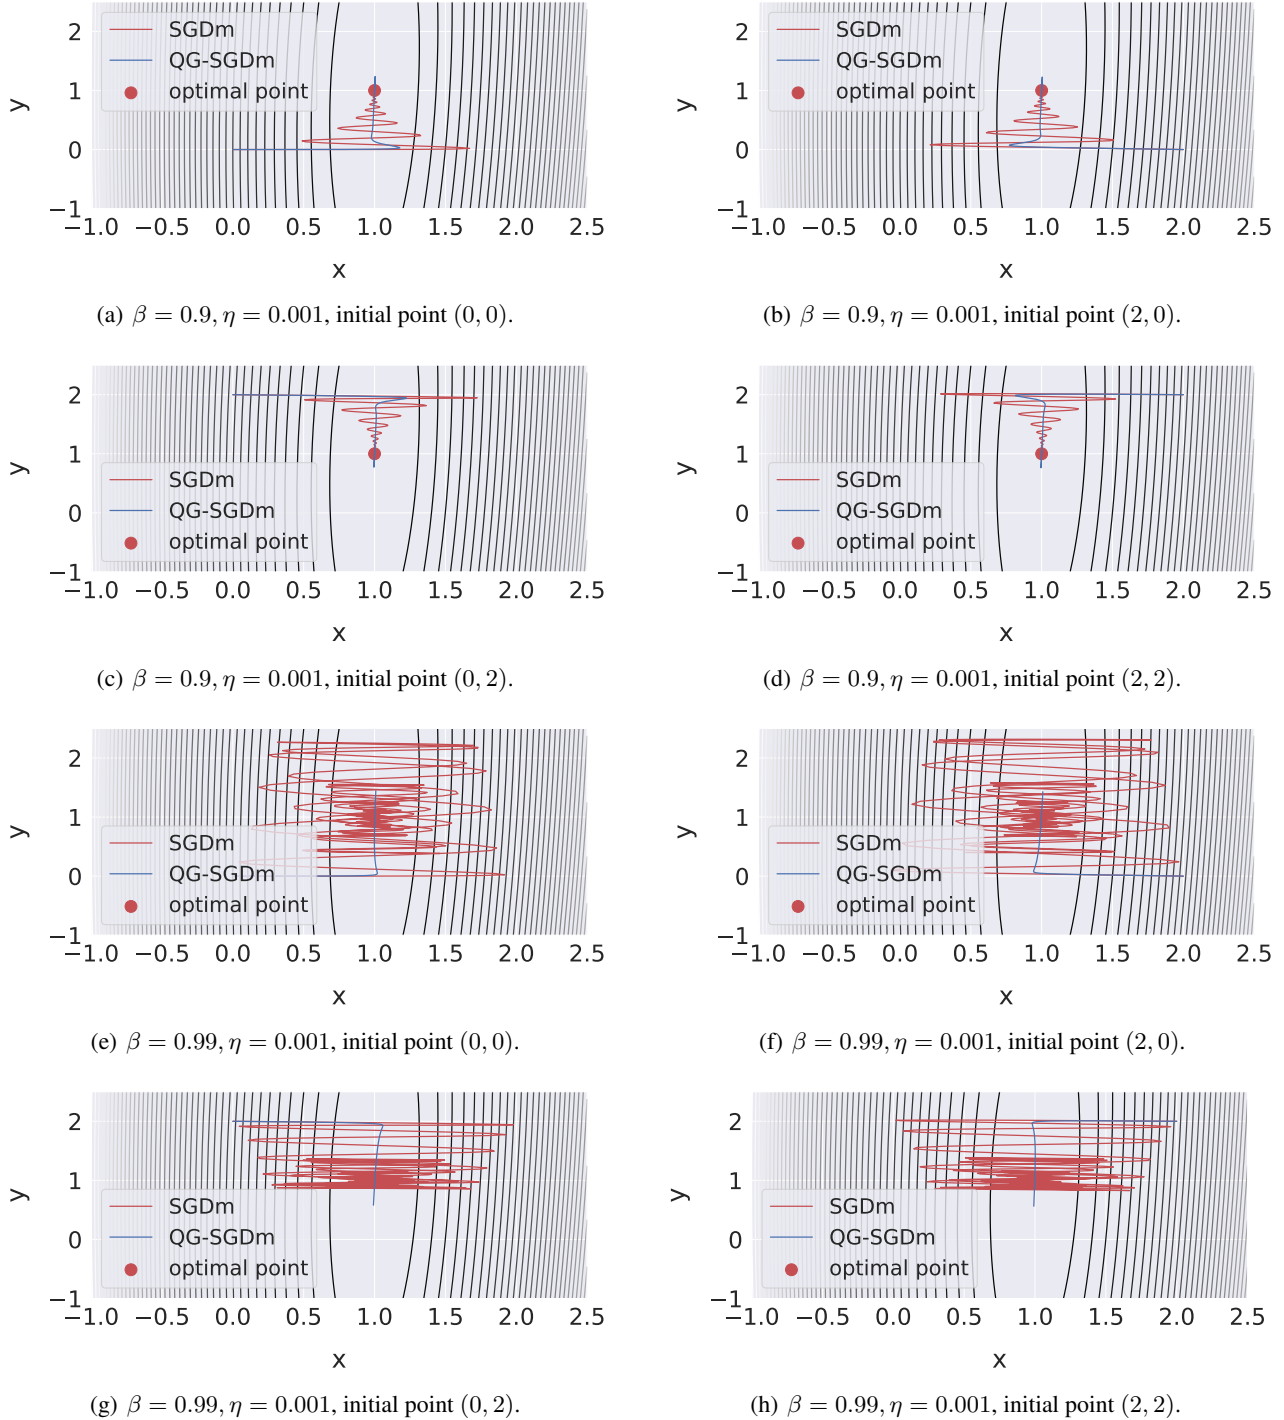 SGDm
QG-SGDm
optimal point
2
1
0
−1
y
−1.0 −0.5 0.0 0.5 1.0 1.5 2.0 2.5
x
(a) β = 0.9, η = 0.001, initial point (0, 0).
SGDm
QG-SGDm
optimal point
2
1
0
−1
y
−1.0 −0.5 0.0 0.5 1.0 1.5 2.0 2.5
x
(b) β = 0.9, η = 0.001, initial point (2, 0).
2
1
0
−1
y
SGDm
QG-SGDm
optimal point
−1.0 −0.5 0.0 0.5 1.0 1.5 2.0 2.5
x
(c) β = 0.9, η = 0.001, initial point (0, 2).
2
1
0
−1
y
SGDm
QG-SGDm
optimal point
−1.0 −0.5 0.0 0.5 1.0 1.5 2.0 2.5
x
(d) β = 0.9, η = 0.001, initial point (2, 2).
2
1
0
−1
y
SGDm
QG-SGDm
optimal point
−1.0 −0.5 0.0 0.5 1.0 1.5 2.0 2.5
x
(e) β = 0.99, η = 0.001, initial point (0, 0).
2
1
0
−1
y
SGDm
QG-SGDm
optimal point
−1.0 −0.5 0.0 0.5 1.0 1.5 2.0 2.5
x
(f) β = 0.99, η = 0.001, initial point (2, 0).
2
1
0
−1
y
SGDm
QG-SGDm
optimal point
−1.0 −0.5 0.0 0.5 1.0 1.5 2.0 2.5
x
(g) β = 0.99, η = 0.001, initial point (0, 2).
2
1
0
−1
y
SGDm
QG-SGDm
optimal point
−1.0 −0.5 0.0 0.5 1.0 1.5 2.0 2.5
x
(h) β = 0.99, η = 0.001, initial point (2, 2).